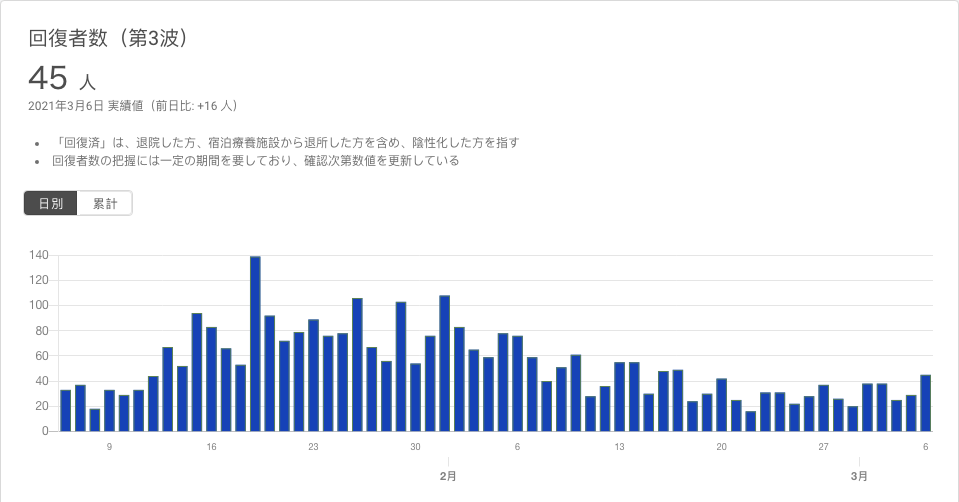 回復者数（第3波）
45 人
2021年3月6日 実績値（前日比: +16 人）
• 「回復済」は、退院した方、宿泊療養施設から退所した方を含め、陰性化した方を指す
• 回復者数の把握には一定の期間を要しており、確認次第数値を更新している
日別 累計
140
120
100
80
60
40
20
0
9 16 23 30 6 13 20 27 6
2月 3月